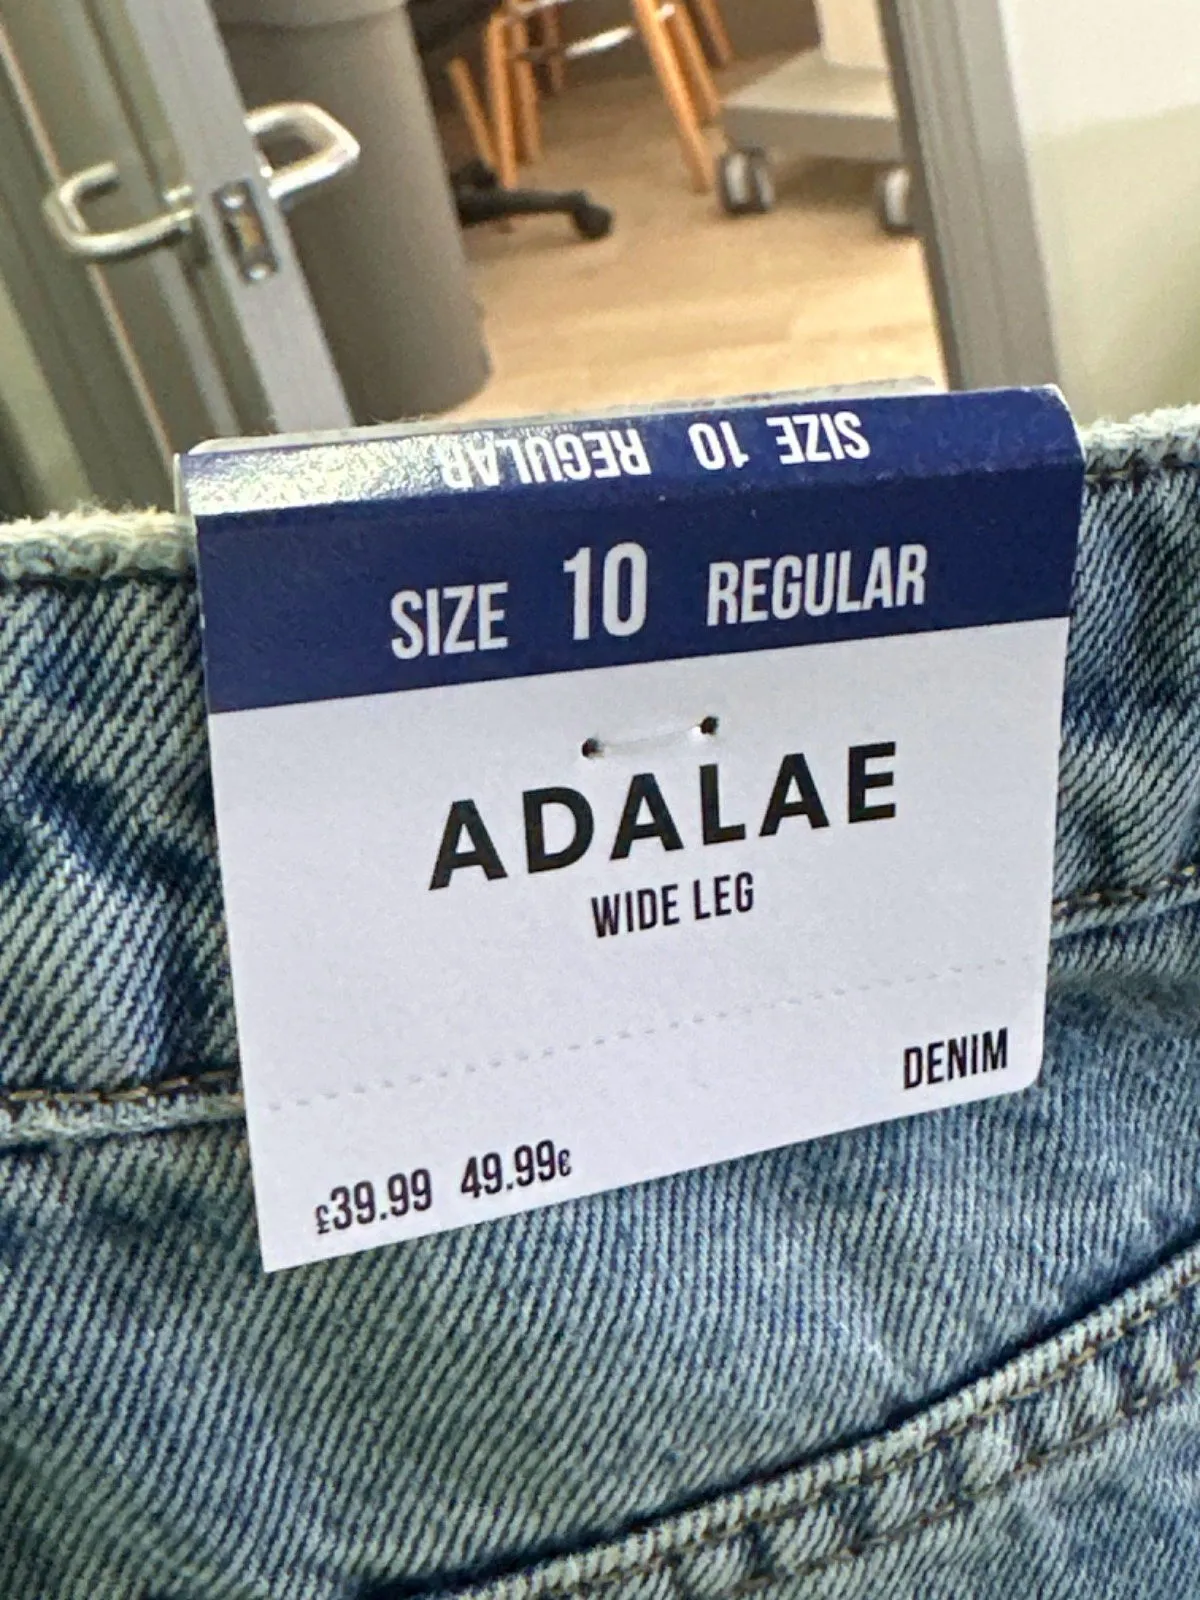 SIZE 10 REGULAR
SIZE 10 REGULAR
ADALAE
WIDE LEG
DENIM
£39.99 49.99€